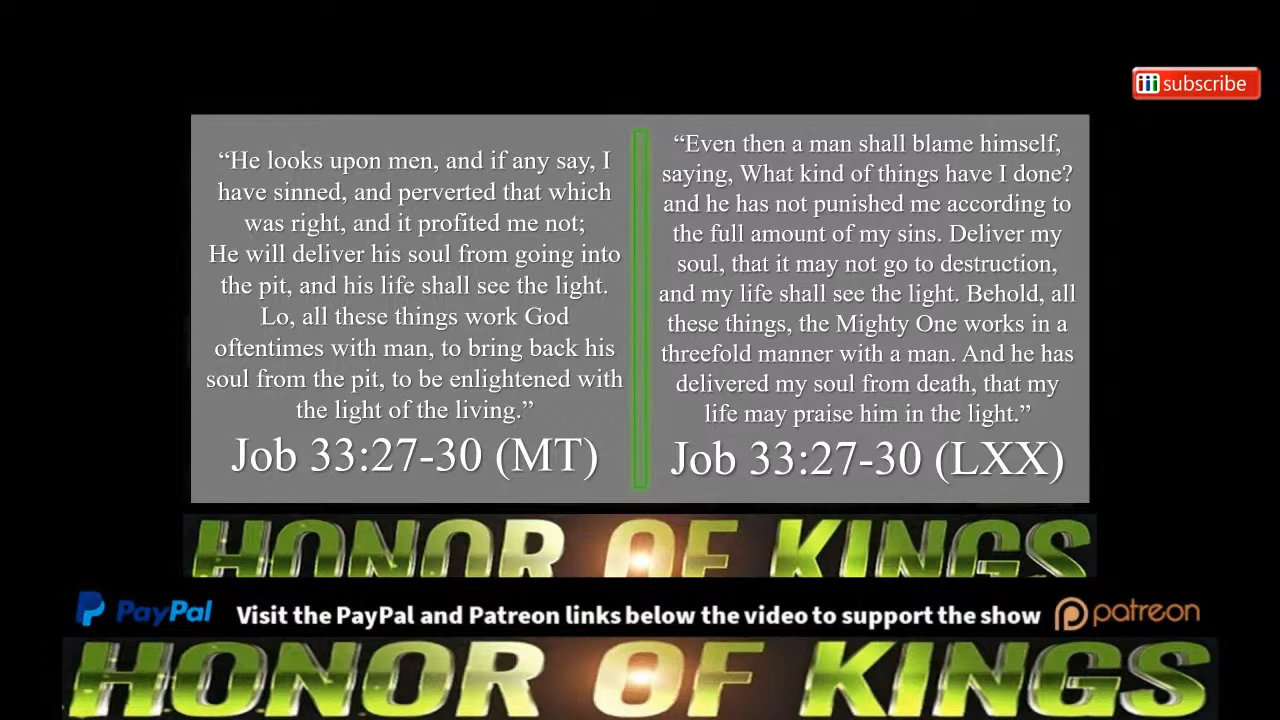 subscribe
“He looks upon men, and if any say, I
have sinned, and perverted that which
was right, and it profited me not;
He will deliver his soul from going into
the pit, and his life shall see the light.
Lo, all these things work God
oftentimes with man, to bring back his
soul from the pit, to be enlightened with
the light of the living.”
Job 33:27-30 (MT)
“Even then a man shall blame himself,
saying, What kind of things have I done?
and he has not punished me according to
the full amount of my sins. Deliver my
soul, that it may not go to destruction,
and my life shall see the light. Behold, all
these things, the Mighty One works in a
threefold manner with a man. And he has
delivered my soul from death, that my
life may praise him in the light.”
Job 33:27-30 (LXX)
HONOR OF KINGS
PayPal Visit the PayPal and Patreon links below the video to support the show patreon
HONOR OF KINGS